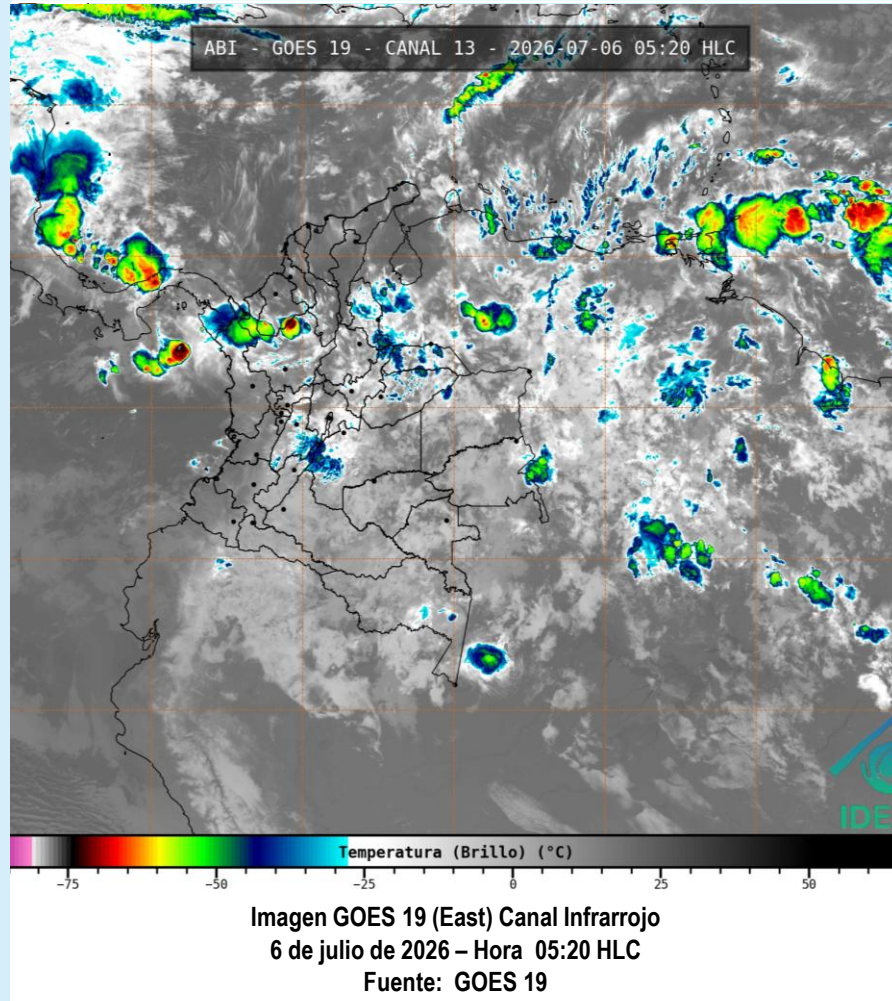 ABI - GOES 19 - CANAL 13 - 2026-07-06 05:20 HLC
Temperatura (Brillo) (°C)
−75 −50 −25 0 25 50
Imagen GOES 19 (East) Canal Infrarrojo
6 de julio de 2026 – Hora 05:20 HLC
Fuente: GOES 19